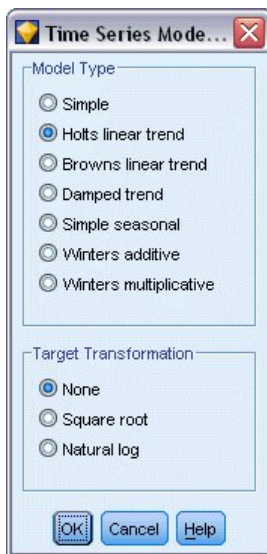 Time Series Mode...
Model Type
Simple
Holts linear trend
Browns linear trend
Damped trend
Simple seasonal
Winters additive
Winters multiplicative
Target Transformation
None
Square root
Natural log
OK Cancel Help